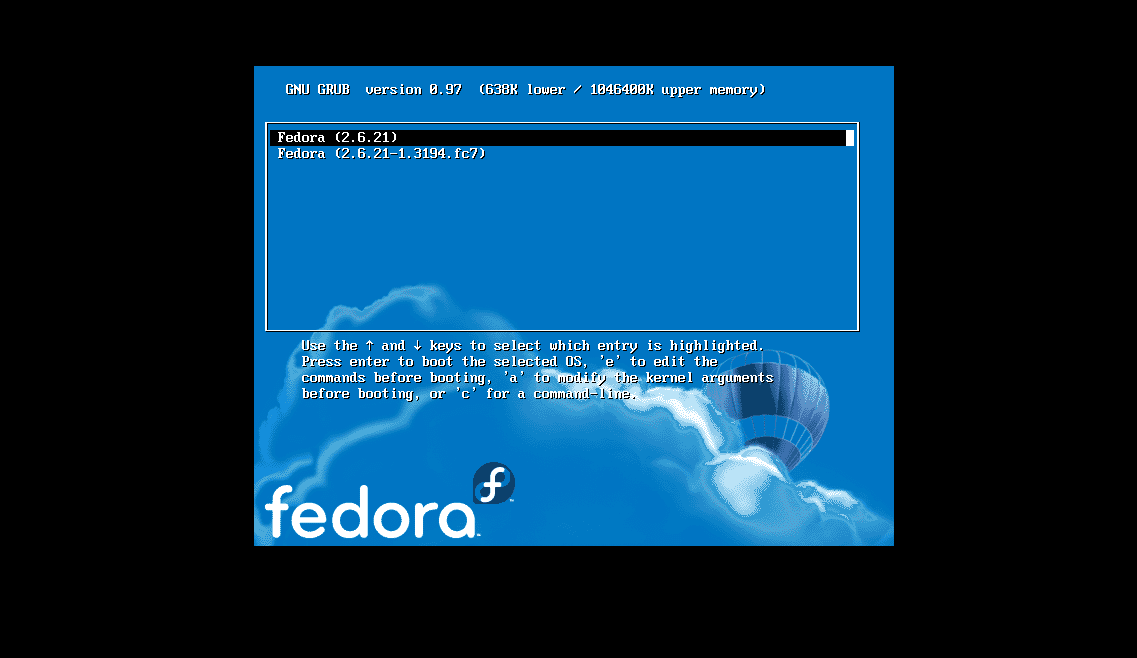 GNU GRUB  version 0.97  (638K lower / 1046400K upper memory)
Fedora (2.6.21)
Fedora (2.6.21-1.3194.fc7)
Use the ↑ and ↓ keys to select which entry is highlighted.
Press enter to boot the selected OS, 'e' to edit the
commands before booting, 'a' to modify the kernel arguments
before booting, or 'c' for a command-line.
fedora